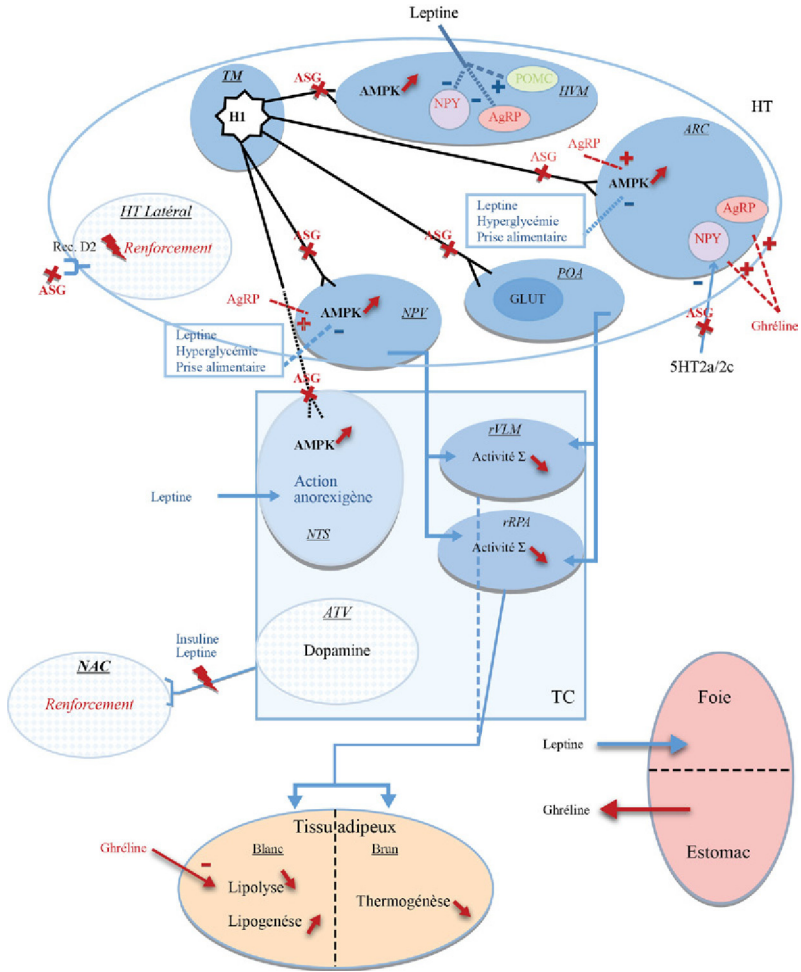 Leptine
TM
ASG
AMPK
POMC
NPY
AgRP
HVM
H1
HT
ARC
ASG
AgRP
AMPK
Leptine
Hyperglycémie
Prise alimentaire
AgRP
NPY
HT Latéral
Rec. D2
Renforcement
ASG
ASG
ASG
POA
GLUT
AgRP
AMPK
NPV
Leptine
Hyperglycémie
Prise alimentaire
ASG
Ghréline
5HT2a/2c
ASG
AMPK
Action
anorexigène
NTS
Leptine
rVLM
Activité Σ
rRPA
Activité Σ
ATV
Dopamine
Insuline
Leptine
NAC
Renforcement
TC
Foie
Leptine
Ghréline
Estomac
Tissu adipeux
Blanc
Brun
Ghréline
Lipolyse
Lipogenése
Thermogénèse